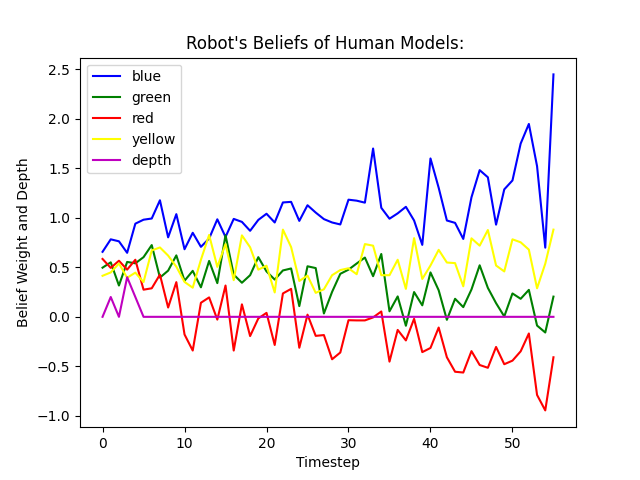 Robot's Beliefs of Human Models:
blue
green
red
yellow
depth
Belief Weight and Depth
2.5
2.0
1.5
1.0
0.5
0.0
−0.5
−1.0
0
10
20
30
40
50
Timestep